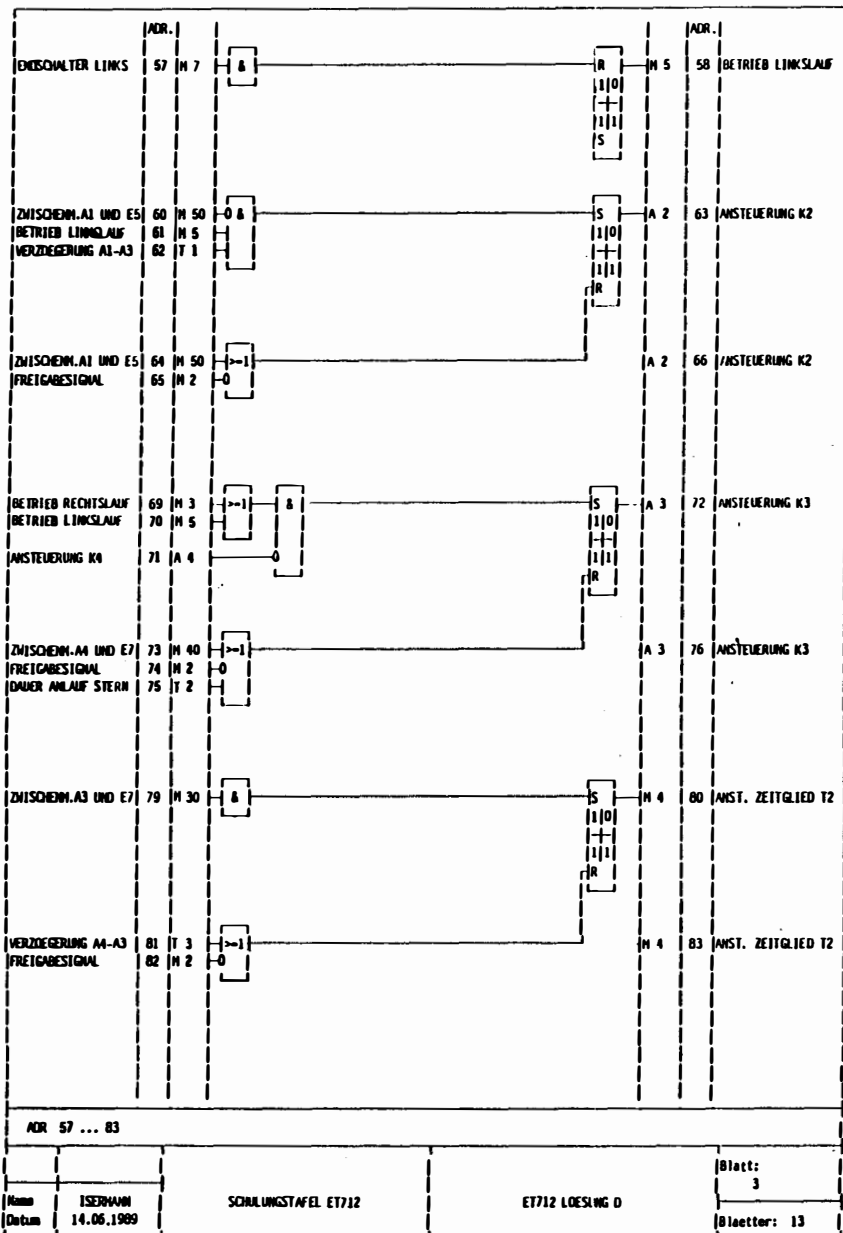 ADR. ADR.
ENDSCHALTER LINKS 57 M 7 & R M 5 58 BETRIEB LINKSLAUF
1 0
1 1
S
ZWISCHENM.A1 UND E5 60 M 50 O & S A 2 63 ANSTEUERUNG K2
BETRIEB LINKSLAUF 61 M 5 1 0
VERZOEGERUNG A1-A3 62 T 1 1 1
R
ZWISCHENM.A1 UND E5 64 M 50 >=1 A 2 66 ANSTEUERUNG K2
FREIGABESIGNAL 65 M 2 O
BETRIEB RECHTSLAUF 69 M 3 >=1 & S A 3 72 ANSTEUERUNG K3
BETRIEB LINKSLAUF 70 M 5 1 0
ANSTEUERUNG K4 71 A 4 O 1 1
R
ZWISCHENM.A4 UND E7 73 M 40 >=1 A 3 76 ANSTEUERUNG K3
FREIGABESIGNAL 74 M 2 O
DAUER ANLAUF STERN 75 T 2
ZWISCHENM.A3 UND E7 79 M 30 & S M 4 80 ANST. ZEITGLIED T2
1 0
1 1
R
VERZOEGERUNG A4-A3 81 T 3 >=1 M 4 83 ANST. ZEITGLIED T2
FREIGABESIGNAL 82 M 2 O
ADR 57 ... 83
Blatt:
3
Name ISERMANN SCHULUNGSTAFEL ET712 ET712 LOESUNG D
Datum 14.06.1989
Blaetter: 13